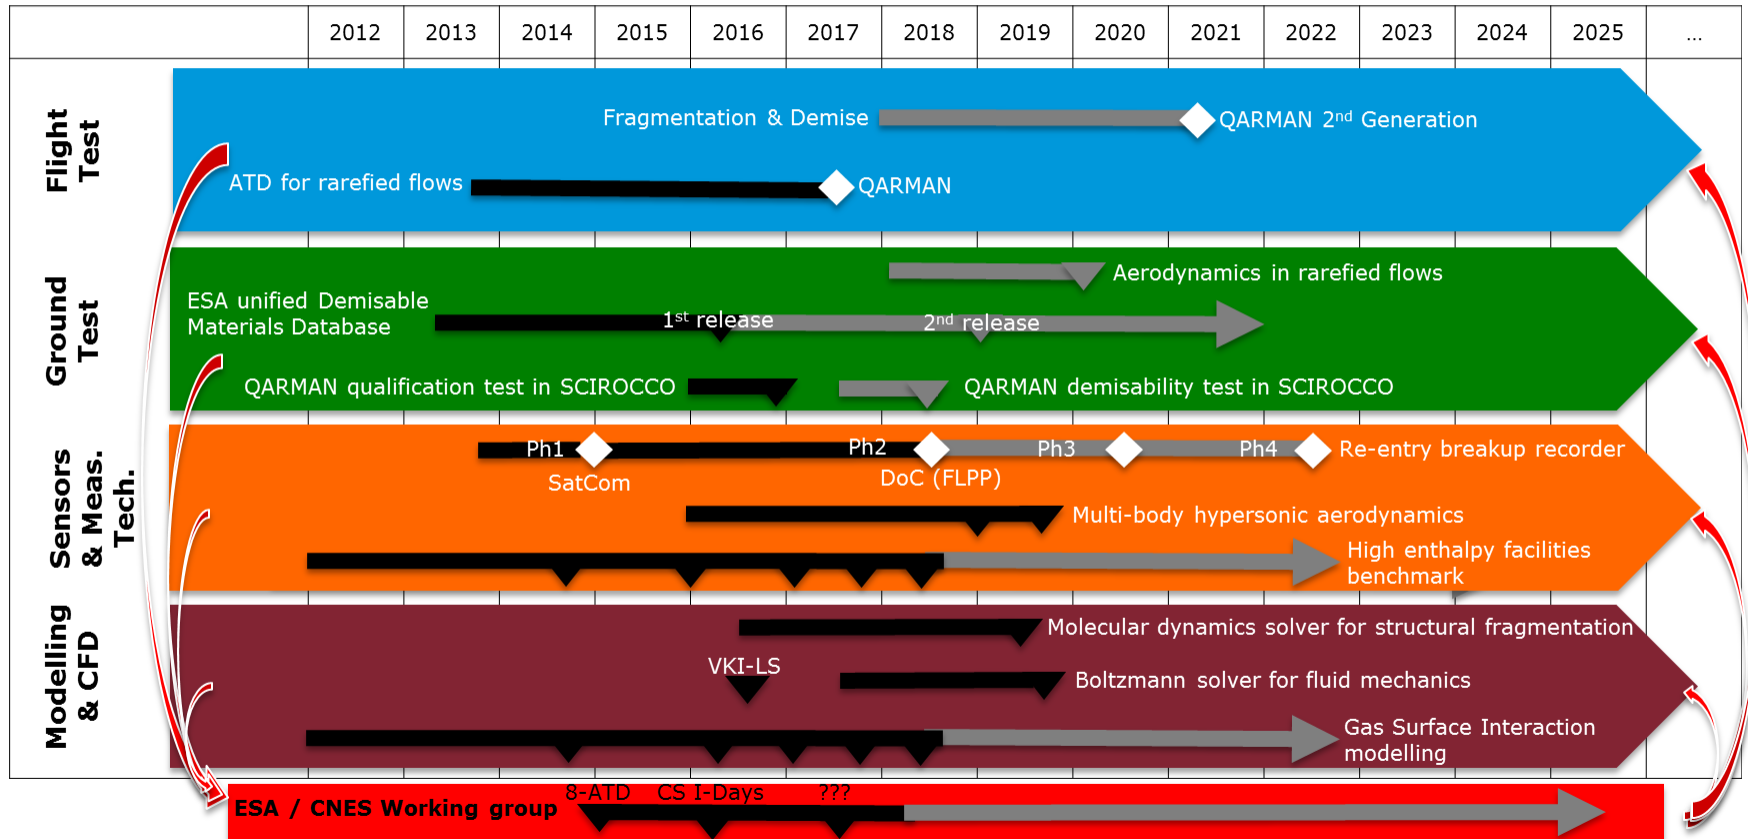 2012 2013 2014 2015 2016 2017 2018 2019 2020 2021 2022 2023 2024 2025 ...
Flight
Test
Fragmentation & Demise
QARMAN 2nd Generation
ATD for rarefied flows
QARMAN
Ground
Test
Aerodynamics in rarefied flows
ESA unified Demisable
Materials Database
1st release
2nd release
QARMAN qualification test in SCIROCCO
QARMAN demisability test in SCIROCCO
Sensors
& Meas.
Tech.
Ph1
Ph2
Ph3
Ph4
Re-entry breakup recorder
SatCom
DoC (FLPP)
Multi-body hypersonic aerodynamics
High enthalpy facilities
benchmark
Modelling
& CFD
Molecular dynamics solver for structural fragmentation
VKI-LS
Boltzmann solver for fluid mechanics
Gas Surface Interaction
modelling
8-ATD
CS I-Days
???
ESA / CNES Working group